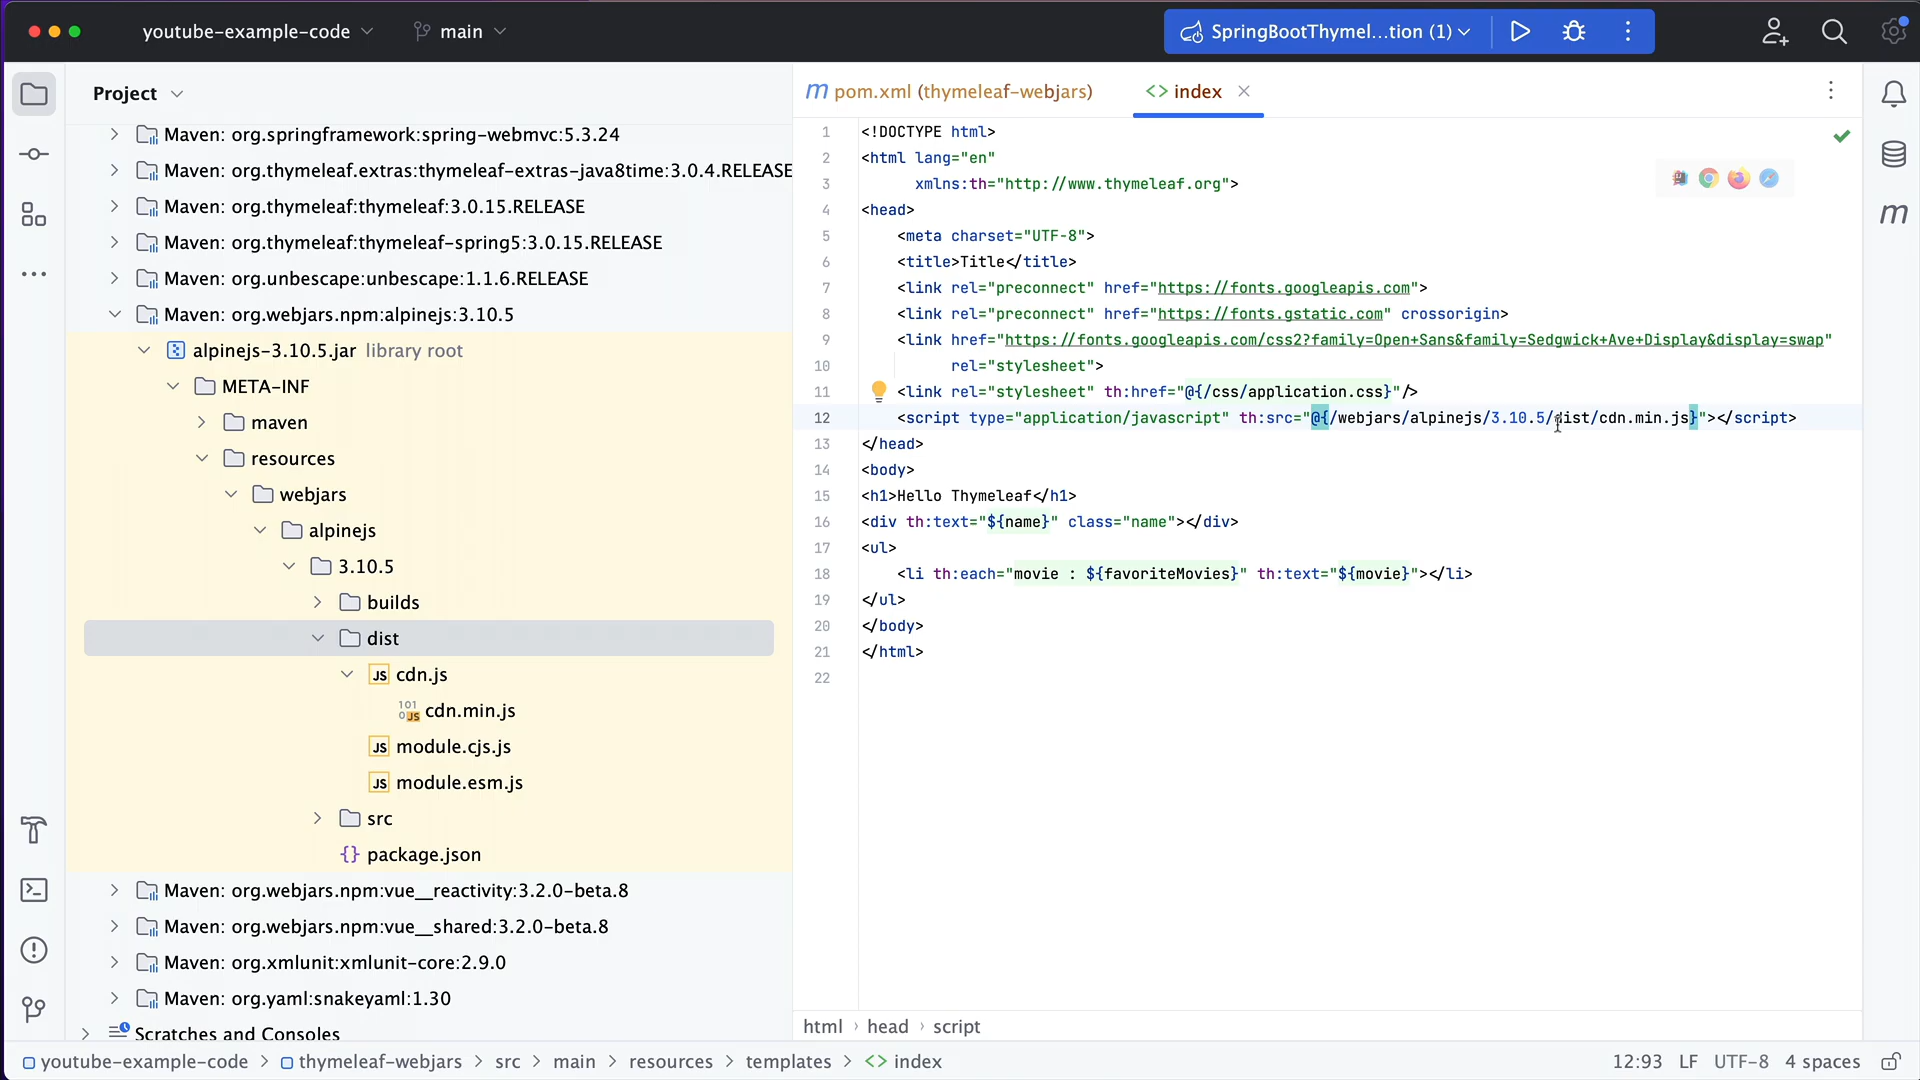 youtube-example-code
main
SpringBootThymel...tion (1)
Project
m pom.xml (thymeleaf-webjars)
<> index
Maven: org.springframework:spring-webmvc:5.3.24
Maven: org.thymeleaf.extras:thymeleaf-extras-java8time:3.0.4.RELEASE
Maven: org.thymeleaf:thymeleaf:3.0.15.RELEASE
Maven: org.thymeleaf:thymeleaf-spring5:3.0.15.RELEASE
Maven: org.unbescape:unbescape:1.1.6.RELEASE
Maven: org.webjars.npm:alpinejs:3.10.5
alpinejs-3.10.5.jar library root
META-INF
maven
resources
webjars
alpinejs
3.10.5
builds
dist
JS cdn.js
101 0JS cdn.min.js
JS module.cjs.js
JS module.esm.js
src
{} package.json
Maven: org.webjars.npm:vue__reactivity:3.2.0-beta.8
Maven: org.webjars.npm:vue__shared:3.2.0-beta.8
Maven: org.xmlunit:xmlunit-core:2.9.0
Maven: org.yaml:snakeyaml:1.30
Scratches and Consoles
1 <!DOCTYPE html>
2 <html lang="en"
3 xmlns:th="http://www.thymeleaf.org">
4 <head>
5 <meta charset="UTF-8">
6 <title>Title</title>
7 <link rel="preconnect" href="https://fonts.googleapis.com">
8 <link rel="preconnect" href="https://fonts.gstatic.com" crossorigin>
9 <link href="https://fonts.googleapis.com/css2?family=Open+Sans&family=Sedgwick+Ave+Display&display=swap"
10 rel="stylesheet">
11 <link rel="stylesheet" th:href="@{/css/application.css}"/>
12 <script type="application/javascript" th:src="@{/webjars/alpinejs/3.10.5/dist/cdn.min.js}"></script>
13 </head>
14 <body>
15 <h1>Hello Thymeleaf</h1>
16 <div th:text="${name}" class="name"></div>
17 <ul>
18 <li th:each="movie : ${favoriteMovies}" th:text="${movie}"></li>
19 </ul>
20 </body>
21 </html>
22
m
html › head › script
youtube-example-code > thymeleaf-webjars > src > main > resources > templates > <> index
12:93 LF UTF-8 4 spaces